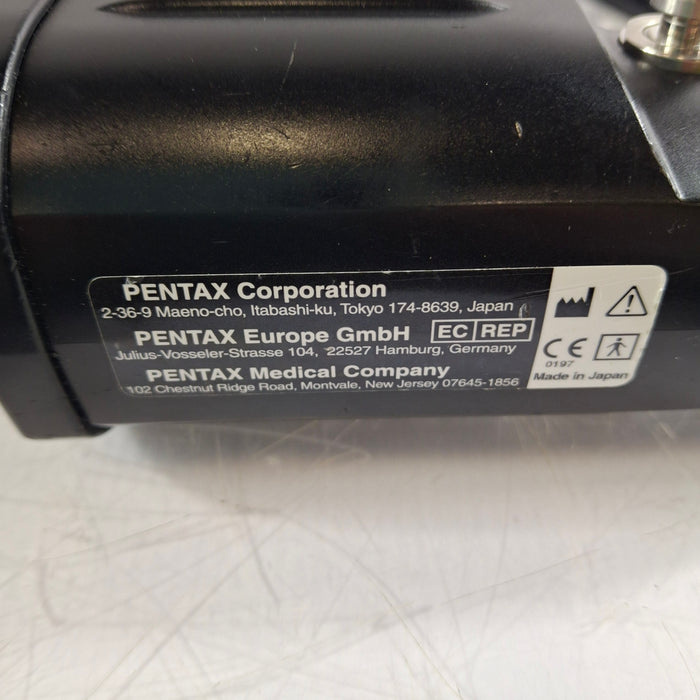 PENTAX Corporation
2-36-9 Maeno-cho, Itabashi-ku, Tokyo 174-8639, Japan
PENTAX Europe GmbH EC REP
Julius-Vosseler-Strasse 104, 22527 Hamburg, Germany
PENTAX Medical Company
102 Chestnut Ridge Road, Montvale, New Jersey 07645-1856
CE
0197
Made in Japan